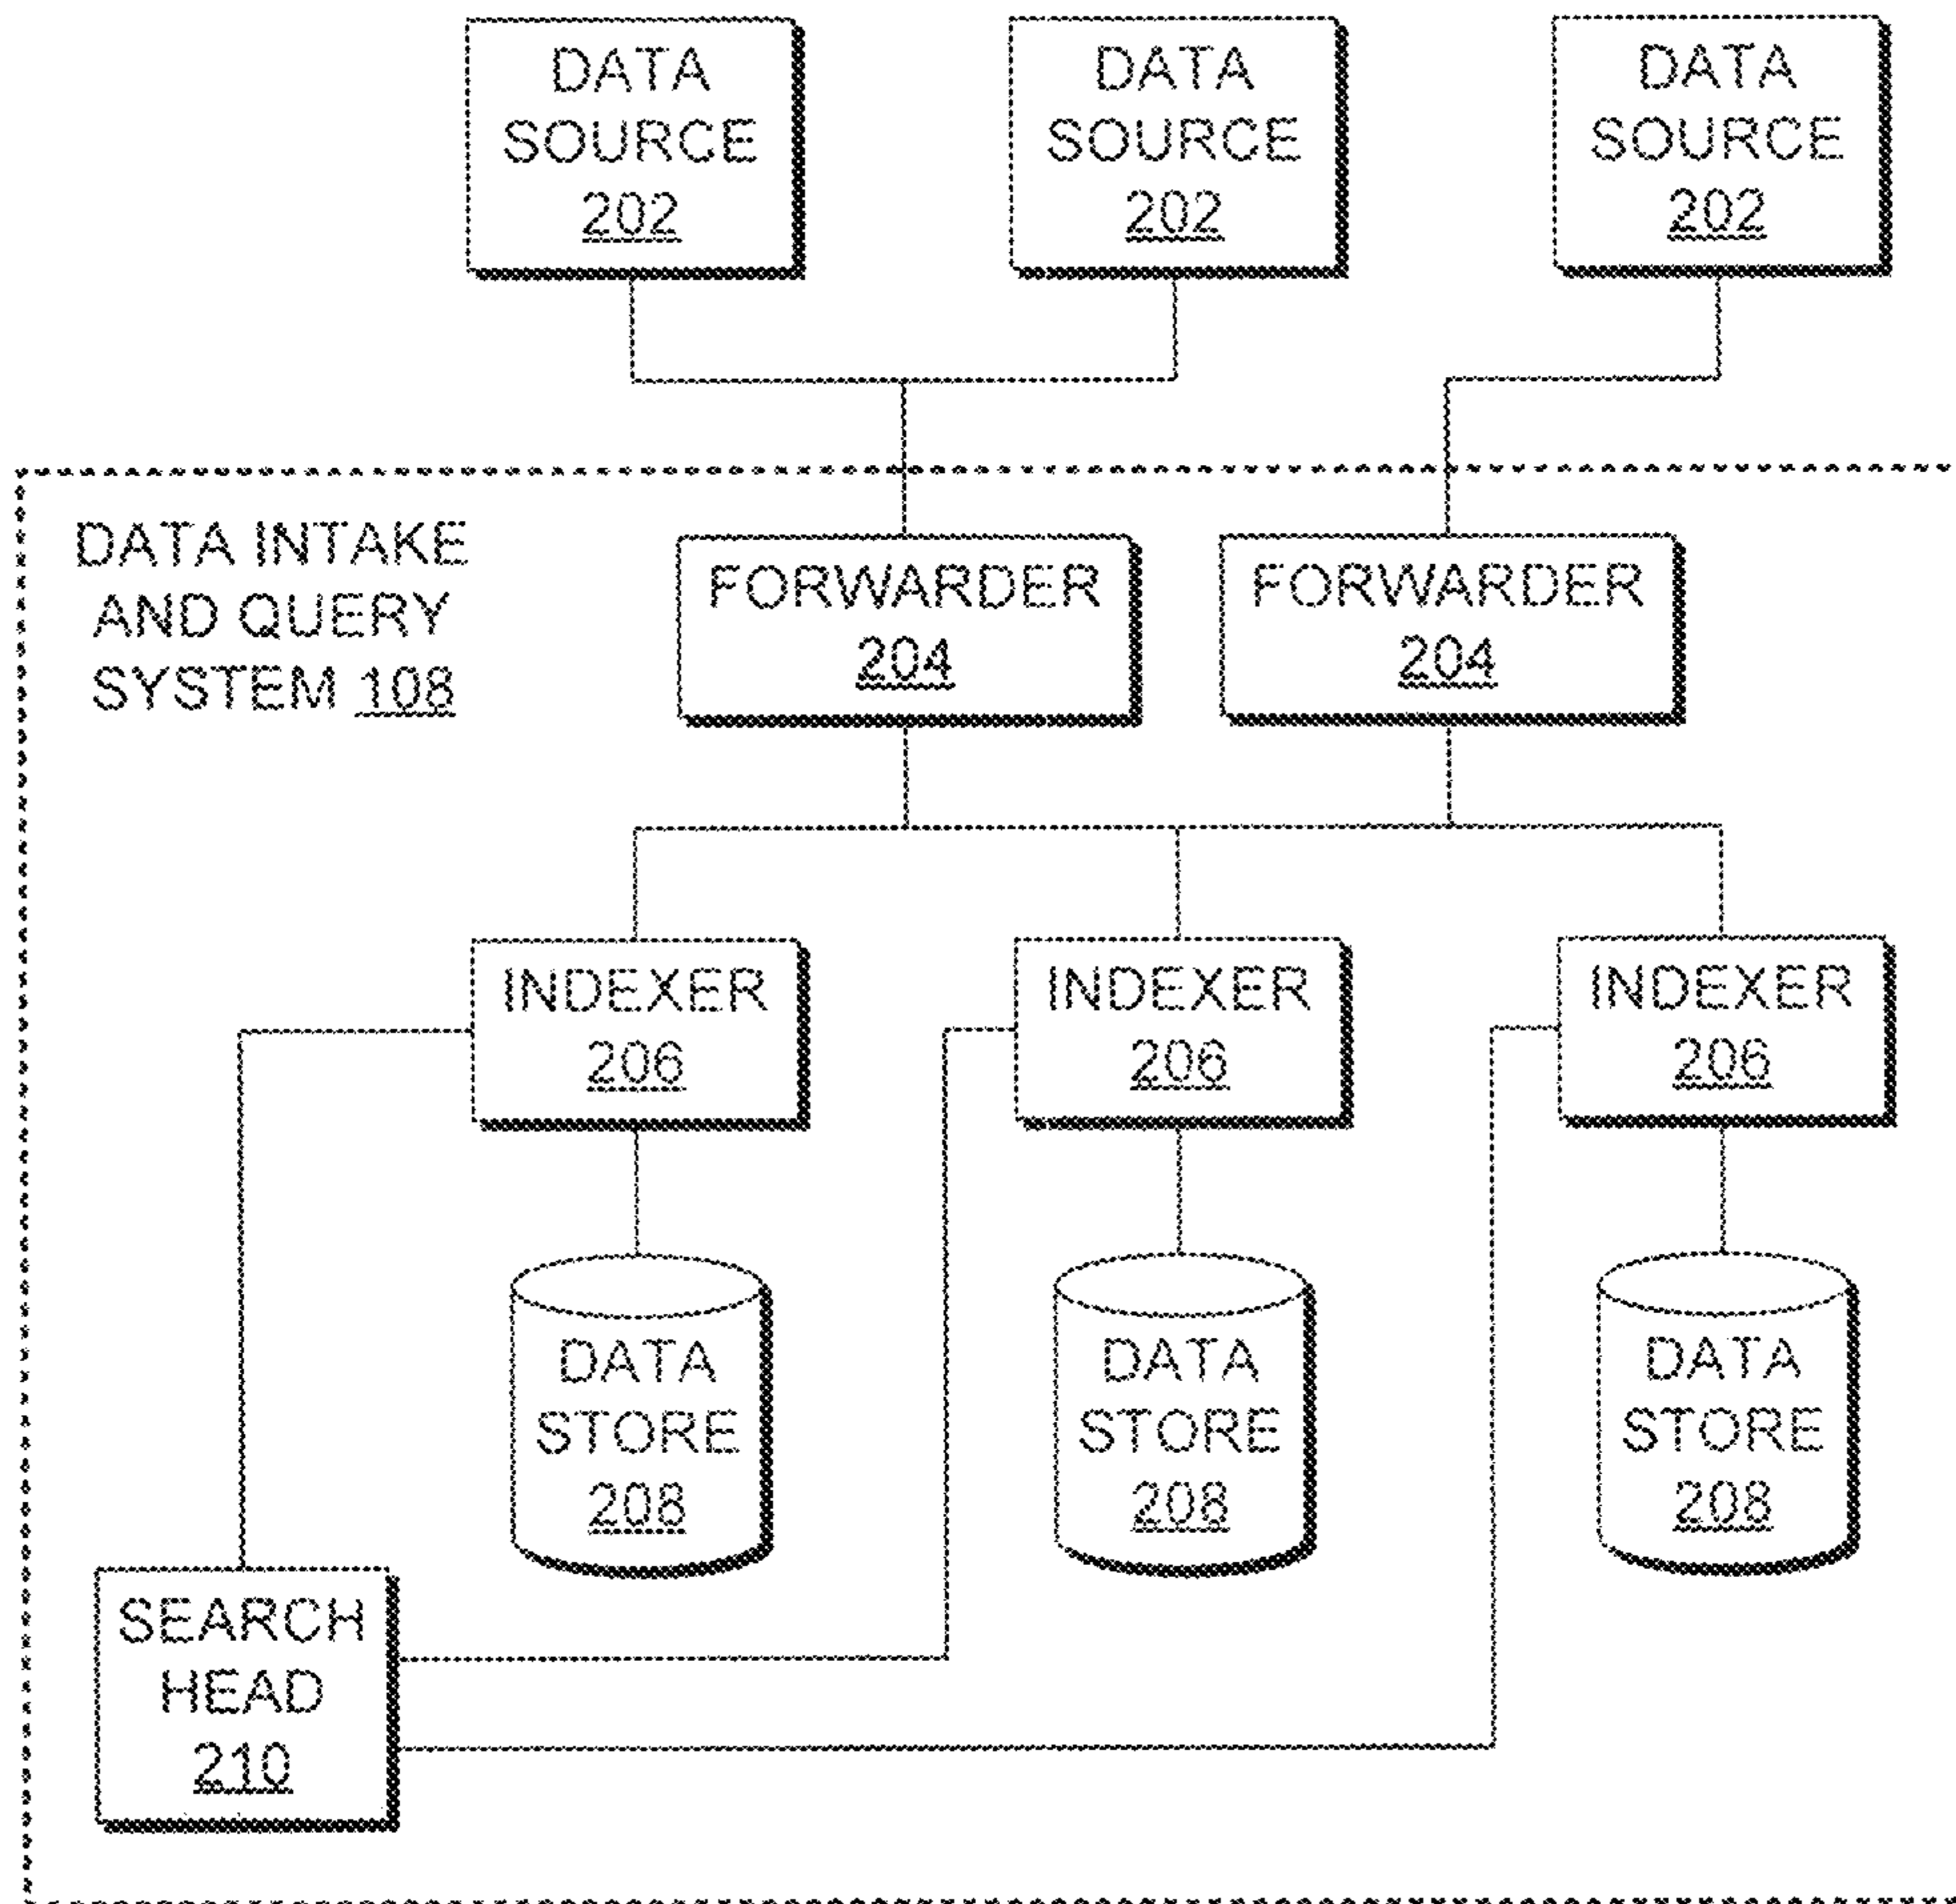 DATA
SOURCE
202
DATA
SOURCE
202
DATA
SOURCE
202
DATA INTAKE
AND QUERY
SYSTEM 108
FORWARDER
204
FORWARDER
204
INDEXER
206
INDEXER
206
INDEXER
206
DATA
STORE
208
DATA
STORE
208
DATA
STORE
208
SEARCH
HEAD
210